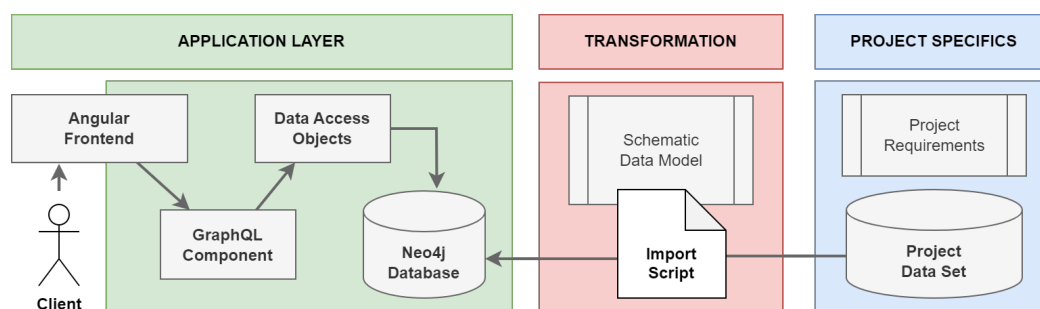 APPLICATION LAYER
TRANSFORMATION
PROJECT SPECIFICS
Angular
Frontend
Data Access
Objects
GraphQL
Component
Neo4j
Database
Client
Schematic
Data Model
Import
Script
Project
Requirements
Project
Data Set